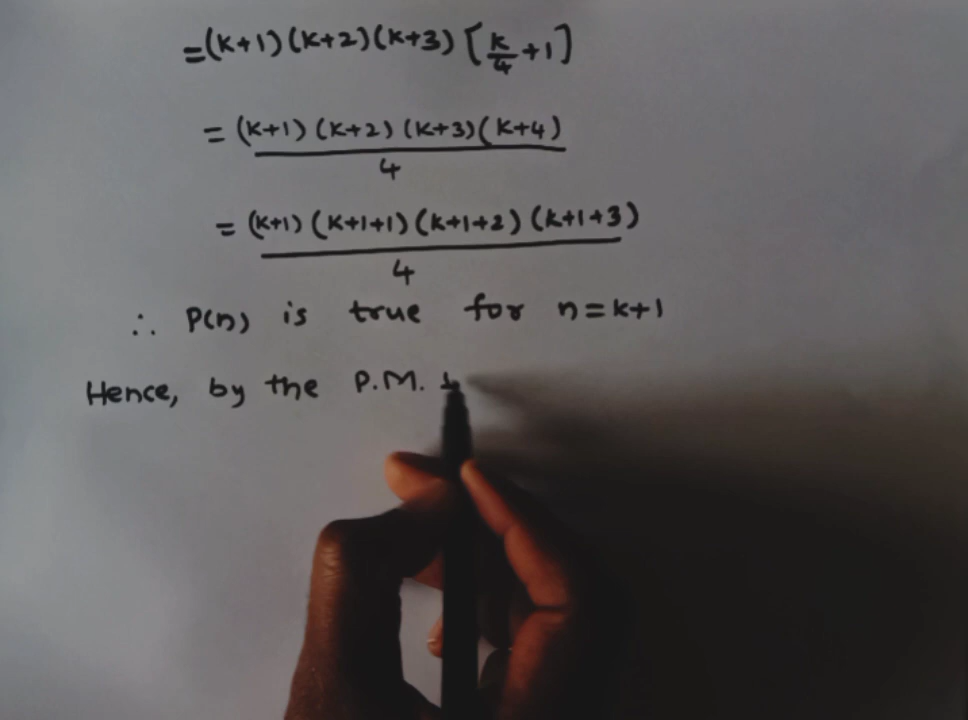 =(k+1)(k+2)(k+3)[k/4+1]
= (k+1)(k+2)(k+3)(k+4)/4
= (k+1)(k+1+1)(k+1+2)(k+1+3)/4
∴ P(n) is true for n=k+1
Hence, by the P.M.